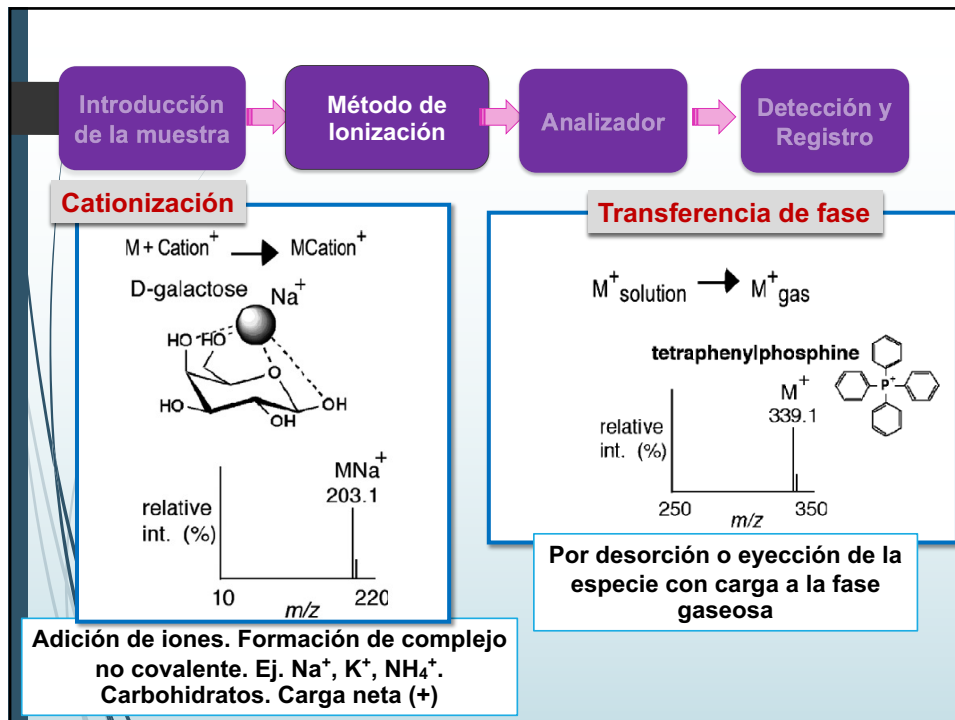 Introducción
de la muestra
Método de
Ionización
Analizador
Detección y
Registro
Cationización
M + Cation⁺ → MCation⁺
D-galactose
Na⁺
HO
HO
O
HO
OH
OH
MNa⁺
203.1
relative
int. (%)
10
m/z
220
Adición de iones. Formación de complejo
no covalente. Ej. Na⁺, K⁺, NH₄⁺.
Carbohidratos. Carga neta (+)
Transferencia de fase
M⁺solution → M⁺gas
tetraphenylphosphine
P⁺
M⁺
339.1
relative
int. (%)
250
m/z
350
Por desorción o eyección de la
especie con carga a la fase
gaseosa